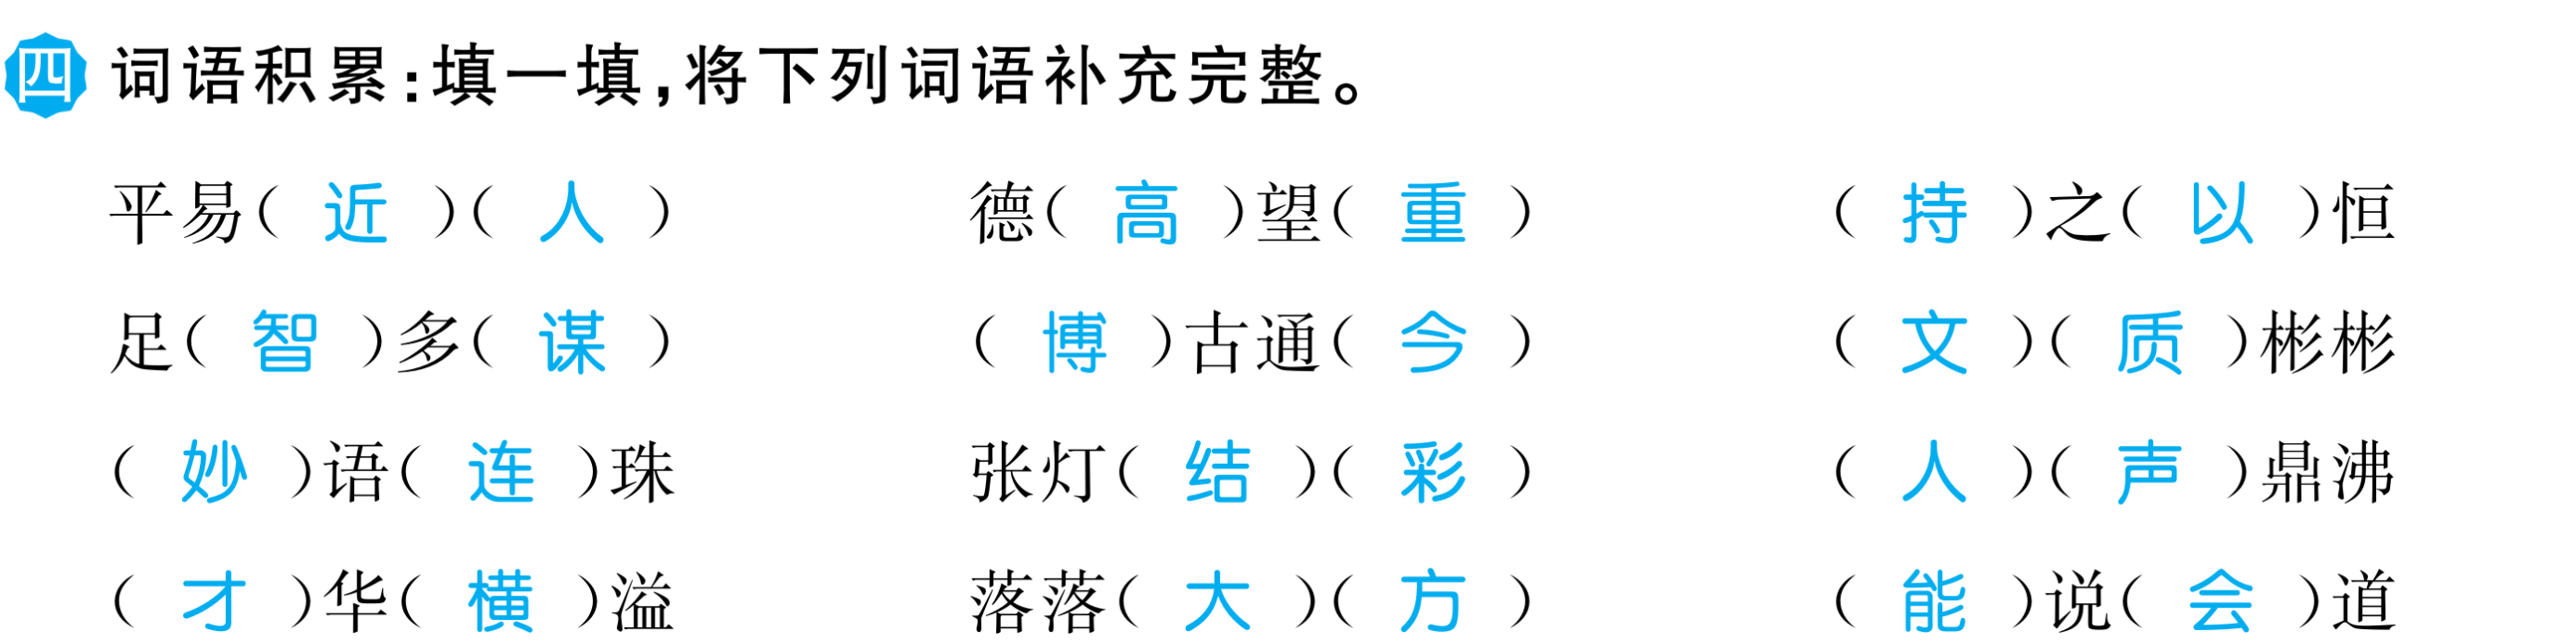 四 词语积累:填一填,将下列词语补充完整。
平易( 近 )( 人 ) 德( 高 )望( 重 ) ( 持 )之( 以 )恒
足( 智 )多( 谋 ) ( 博 )古通( 今 ) ( 文 )( 质 )彬彬
( 妙 )语( 连 )珠 张灯( 结 )( 彩 ) ( 人 )( 声 )鼎沸
( 才 )华( 横 )溢 落落( 大 )( 方 ) ( 能 )说( 会 )道